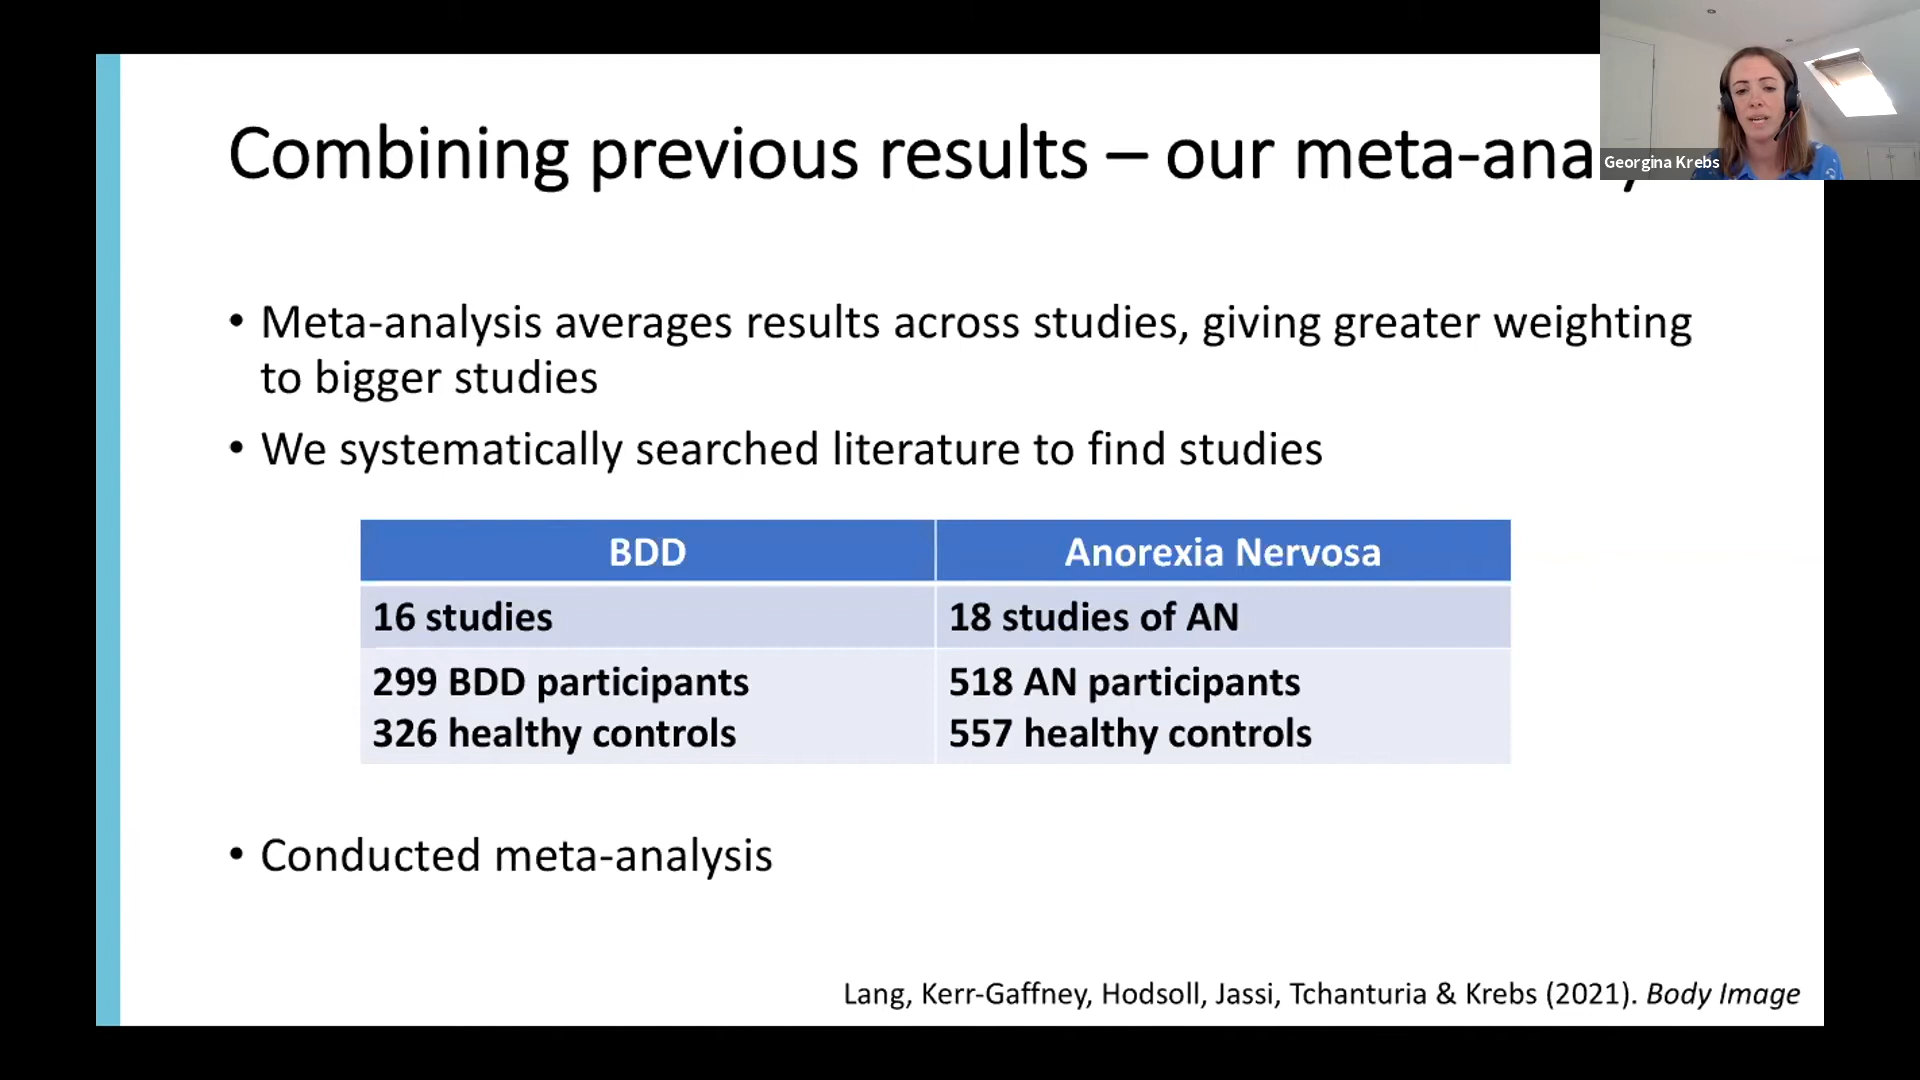 Combining previous results – our meta-ana
Georgina Krebs
• Meta-analysis averages results across studies, giving greater weighting
to bigger studies
• We systematically searched literature to find studies
BDD
Anorexia Nervosa
16 studies
18 studies of AN
299 BDD participants
326 healthy controls
518 AN participants
557 healthy controls
• Conducted meta-analysis
Lang, Kerr-Gaffney, Hodsoll, Jassi, Tchanturia & Krebs (2021). Body Image